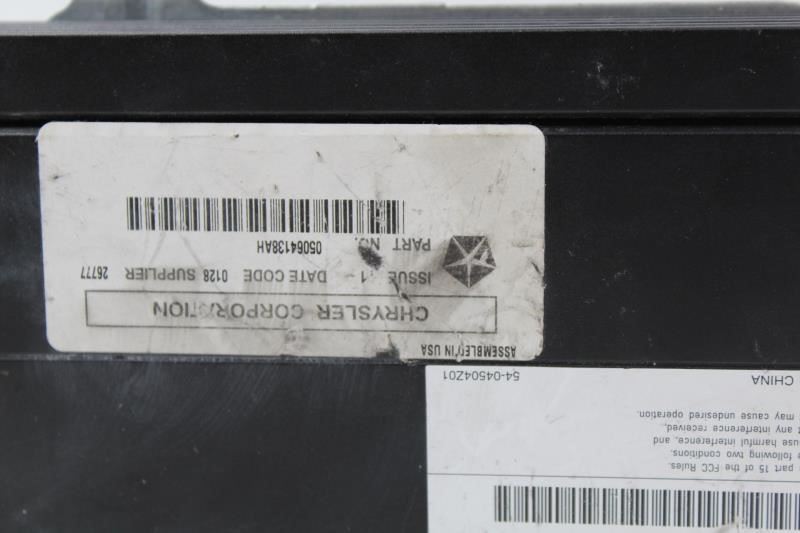 ASSEMBLED IN USA
CHRYSLER CORPORATION
ISSUE 1 DATE CODE 0128 SUPPLIER 26777
PART NO. 05064138AH
part 15 of the FCC Rules.
following two conditions.
harmful interference, and
any interference received,
may cause undesired operation.
54-04504Z01
CHINA